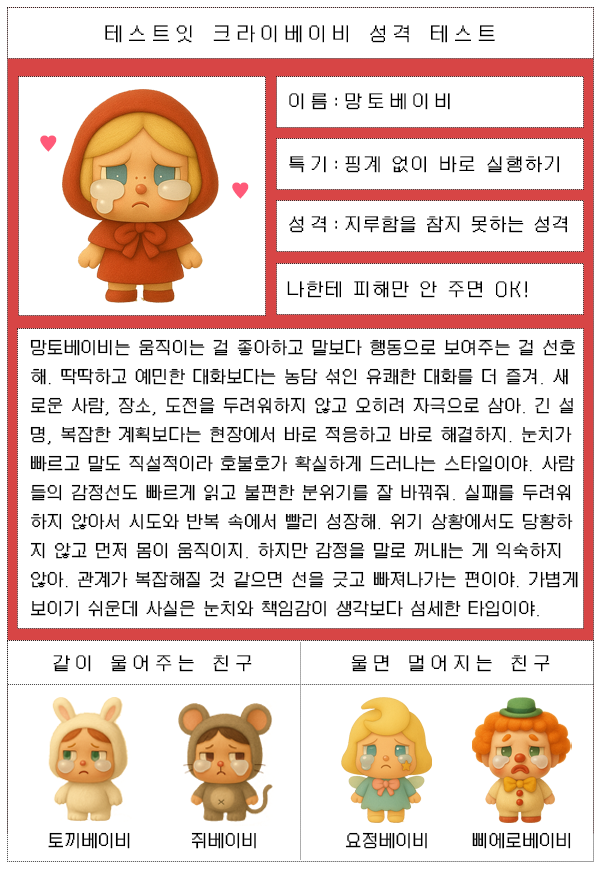 테스트잇 크라이베이비 성격 테스트
이름:망토베이비
특기:핑계 없이 바로 실행하기
성격:지루함을 참지 못하는 성격
나한테 피해만 안 주면 OK!
망토베이비는 움직이는 걸 좋아하고 말보다 행동으로 보여주는 걸 선호
해. 딱딱하고 예민한 대화보다는 농담 섞인 유쾌한 대화를 더 즐겨. 새
로운 사람, 장소, 도전을 두려워하지 않고 오히려 자극으로 삼아. 긴 설
명, 복잡한 계획보다는 현장에서 바로 적응하고 바로 해결하지. 눈치가
빠르고 말도 직설적이라 호불호가 확실하게 드러나는 스타일이야. 사람
들의 감정선도 빠르게 읽고 불편한 분위기를 잘 바꿔줘. 실패를 두려워
하지 않아서 시도와 반복 속에서 빨리 성장해. 위기 상황에서도 당황하
지 않고 먼저 몸이 움직이지. 하지만 감정을 말로 꺼내는 게 익숙하지
않아. 관계가 복잡해질 것 같으면 선을 긋고 빠져나가는 편이야. 가볍게
보이기 쉬운데 사실은 눈치와 책임감이 생각보다 섬세한 타입이야.
같이 울어주는 친구
울면 멀어지는 친구
토끼베이비
쥐베이비
요정베이비
삐에로베이비